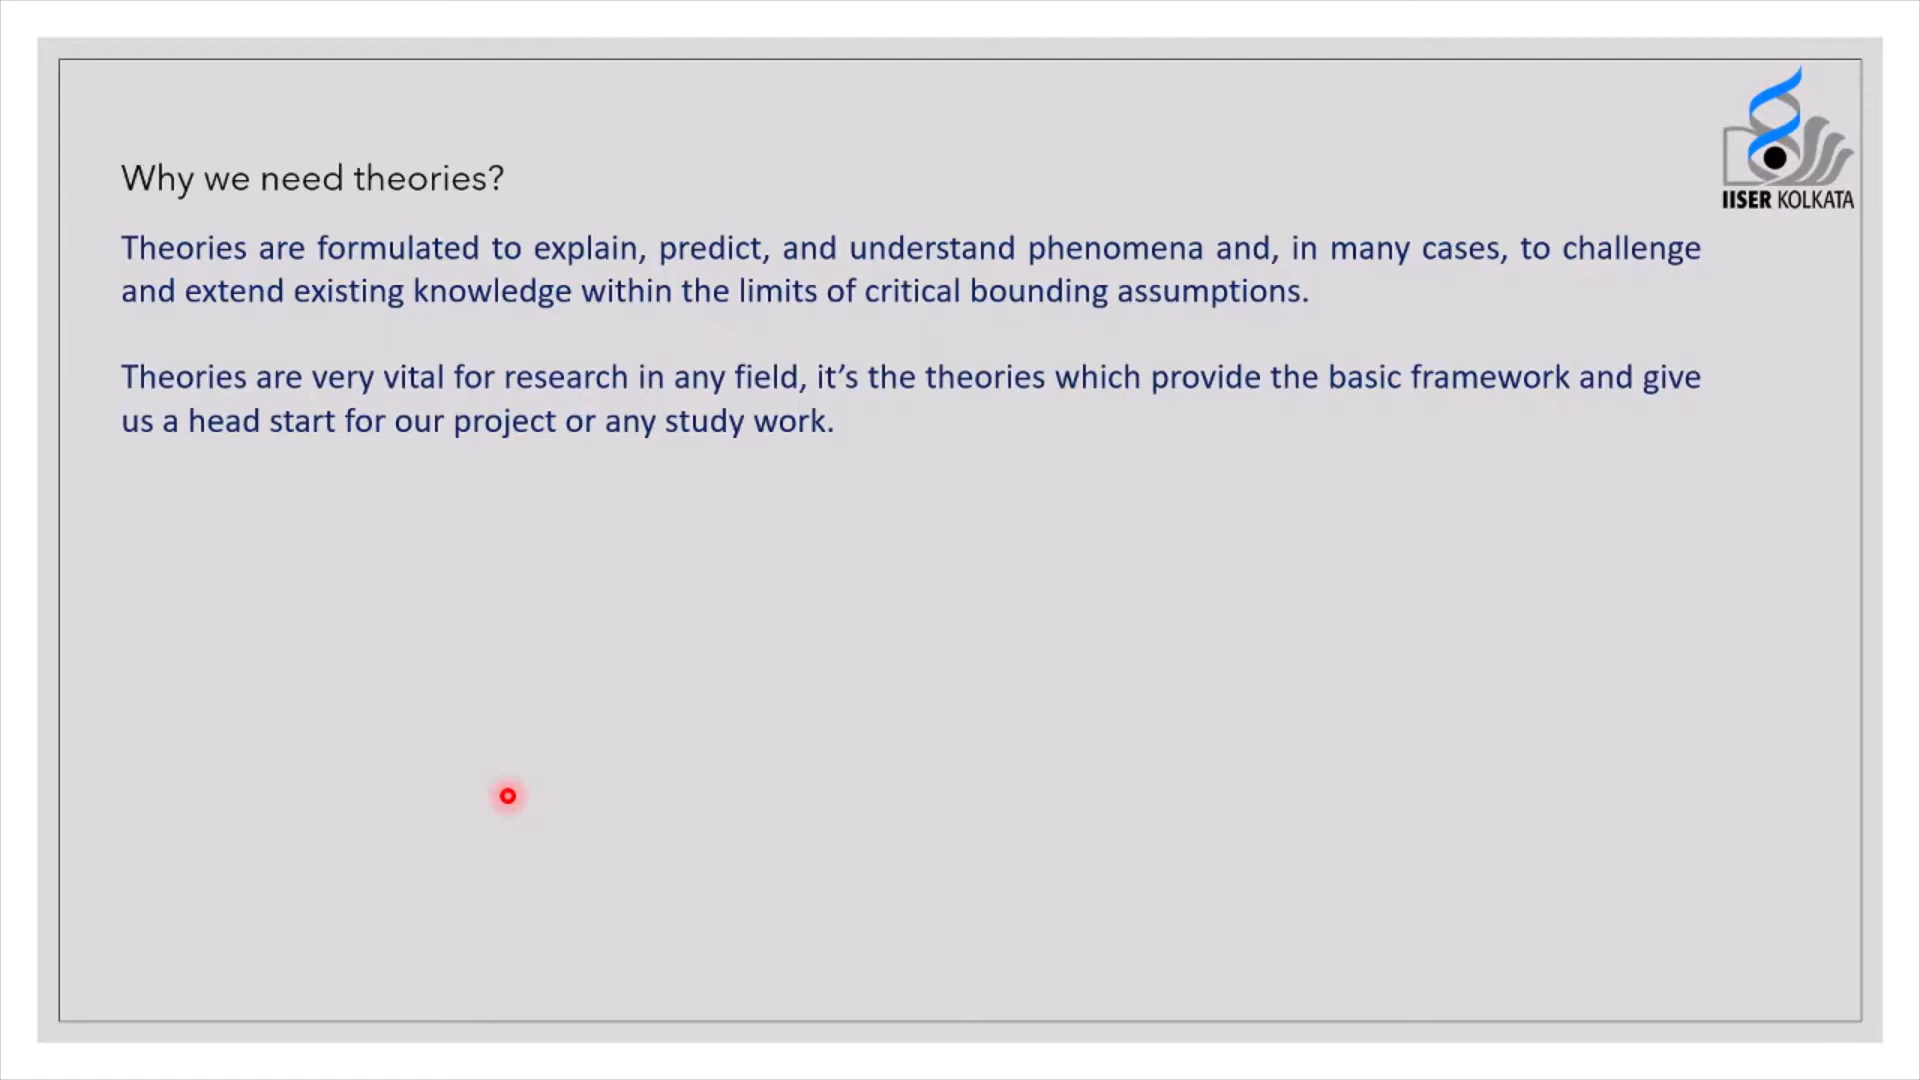 Why we need theories?
IISER KOLKATA
Theories are formulated to explain, predict, and understand phenomena and, in many cases, to challenge
and extend existing knowledge within the limits of critical bounding assumptions.
Theories are very vital for research in any field, it’s the theories which provide the basic framework and give
us a head start for our project or any study work.